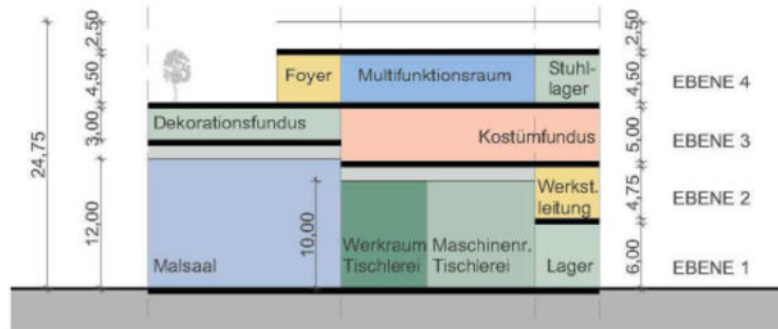 24,75
2,50
4,50
3,00
12,00
10,00
Foyer
Multifunktionsraum
Stuhl-
lager
Dekorationsfundus
Kostümfundus
Werkst.
leitung
Malsaal
Werkraum
Tischlerei
Maschinenr.
Tischlerei
Lager
2,50
4,50
5,00
4,75
6,00
EBENE 4
EBENE 3
EBENE 2
EBENE 1